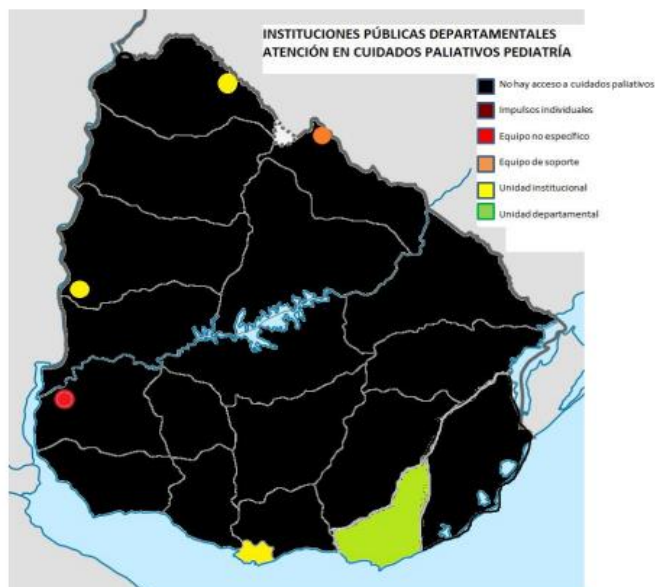 INSTITUCIONES PÚBLICAS DEPARTAMENTALES
ATENCIÓN EN CUIDADOS PALIATIVOS PEDIATRÍA
No hay acceso a cuidados paliativos
Impulsos individuales
Equipo no específico
Equipo de soporte
Unidad institucional
Unidad departamental